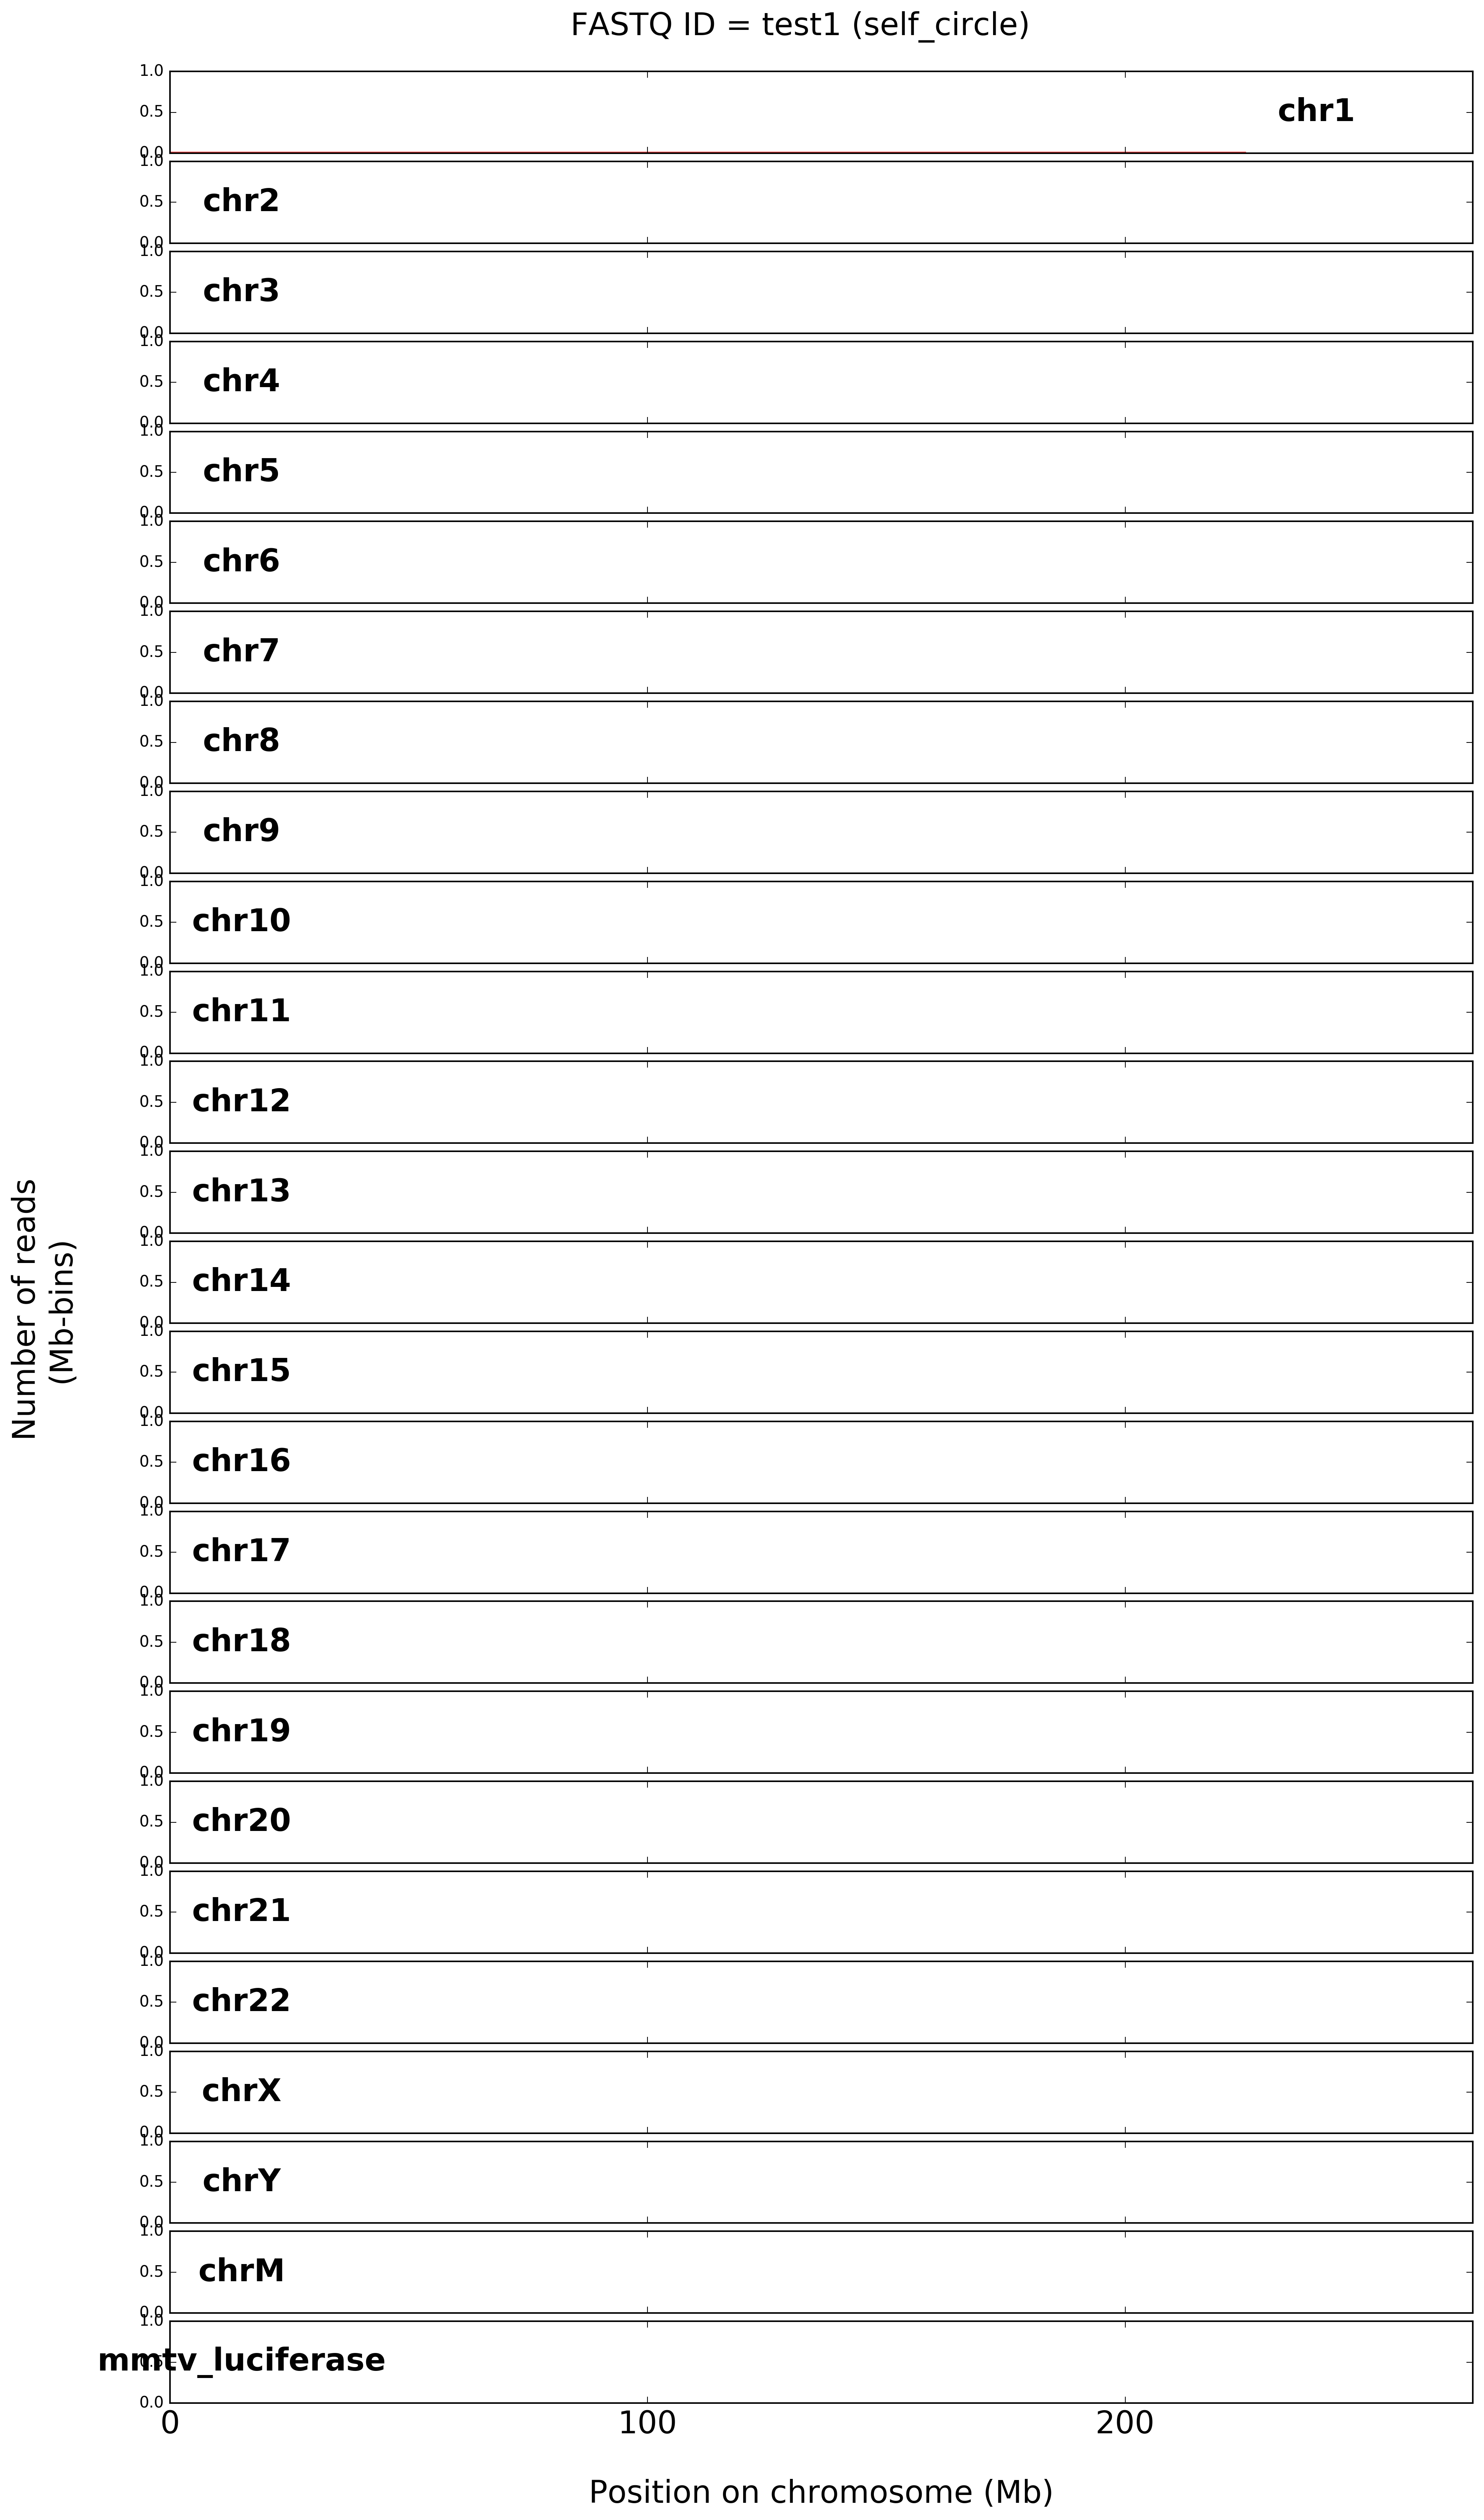 FASTQ ID = test1 (self_circle)
1.0
0.5
chr1
0.0
1.0
0.5
chr2
0.0
1.0
0.5
chr3
0.0
1.0
0.5
chr4
0.0
1.0
0.5
chr5
0.0
1.0
0.5
chr6
0.0
1.0
0.5
chr7
0.0
1.0
0.5
chr8
0.0
1.0
0.5
chr9
0.0
1.0
0.5
chr10
0.0
1.0
0.5
chr11
0.0
1.0
0.5
chr12
0.0
1.0
0.5
chr13
0.0
1.0
0.5
chr14
0.0
1.0
0.5
chr15
0.0
1.0
0.5
chr16
0.0
1.0
0.5
chr17
0.0
1.0
0.5
chr18
0.0
1.0
0.5
chr19
0.0
1.0
0.5
chr20
0.0
1.0
0.5
chr21
0.0
1.0
0.5
chr22
0.0
1.0
0.5
chrX
0.0
1.0
0.5
chrY
0.0
1.0
0.5
chrM
0.0
1.0
mmtv_luciferase
0.0
0 100 200
Position on chromosome (Mb)
Number of reads
(Mb-bins)